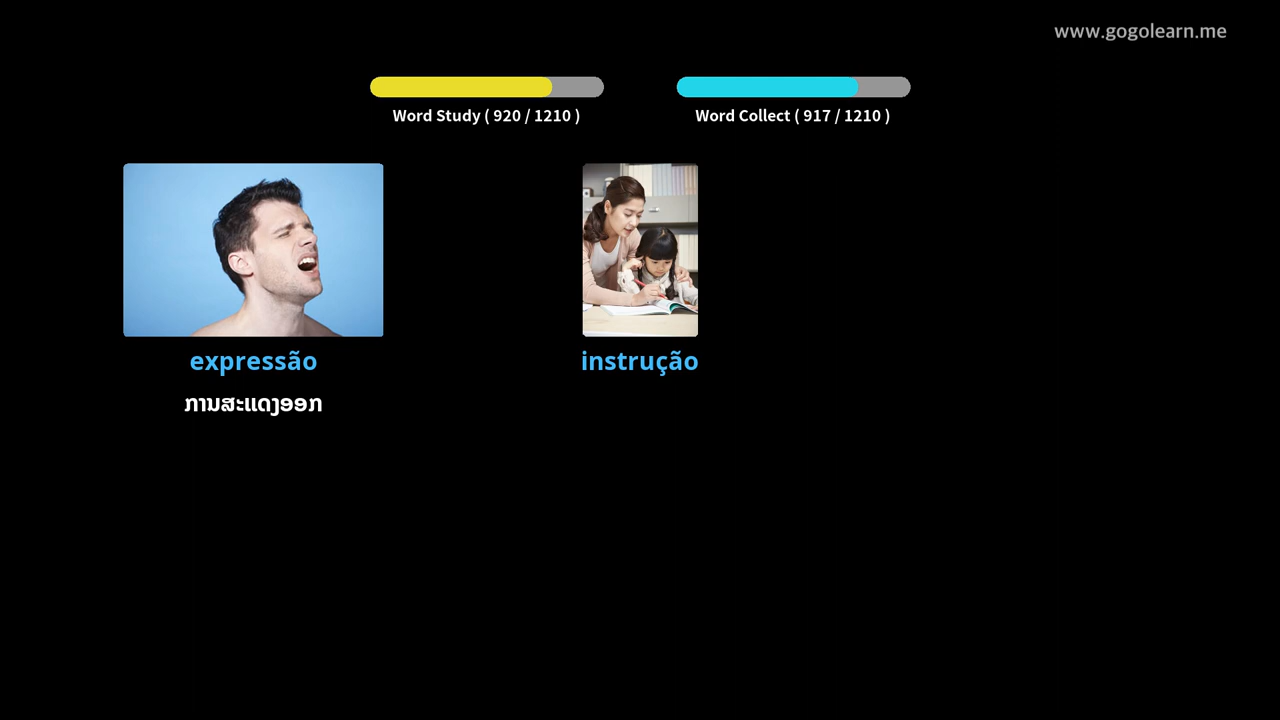 www.gogolearn.me
Word Study ( 920 / 1210 )
Word Collect ( 917 / 1210 )
expressão
instrução
ການສະແດງອອກ